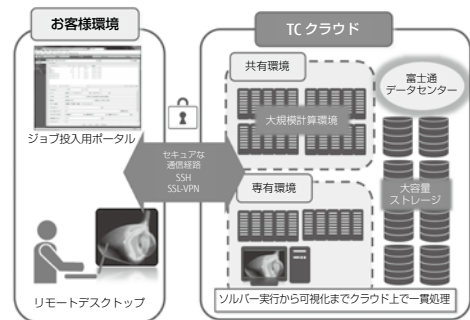 お客様環境
ジョブ投入用ポータル
リモートデスクトップ
セキュアな
通信経路
SSH
SSL-VPN
TCクラウド
共有環境
大規模計算環境
専有環境
富士通
データセンター
大容量
ストレージ
ソルバー実行から可視化までクラウド上で一貫処理